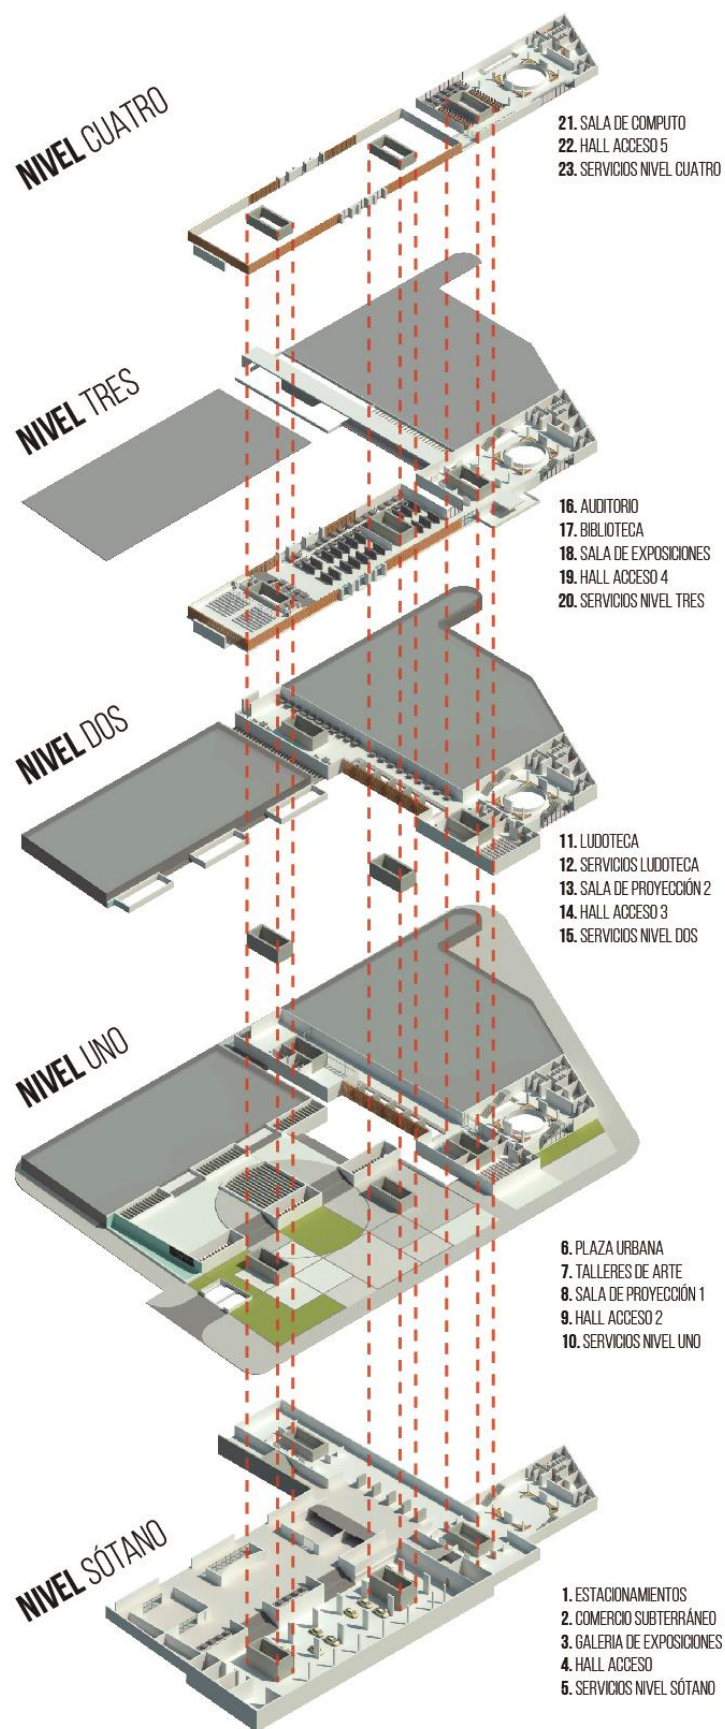 NIVEL CUATRO
21. SALA DE COMPUTO
22. HALL ACCESO 5
23. SERVICIOS NIVEL CUATRO
NIVEL TRES
16. AUDITORIO
17. BIBLIOTECA
18. SALA DE EXPOSICIONES
19. HALL ACCESO 4
20. SERVICIOS NIVEL TRES
NIVEL DOS
11. LUDOTECA
12. SERVICIOS LUDOTECA
13. SALA DE PROYECCIÓN 2
14. HALL ACCESO 3
15. SERVICIOS NIVEL DOS
NIVEL UNO
6. PLAZA URBANA
7. TALLERES DE ARTE
8. SALA DE PROYECCIÓN 1
9. HALL ACCESO 2
10. SERVICIOS NIVEL UNO
NIVEL SÓTANO
1. ESTACIONAMIENTOS
2. COMERCIO SUBTERRÁNEO
3. GALERIA DE EXPOSICIONES
4. HALL ACCESO
5. SERVICIOS NIVEL SÓTANO